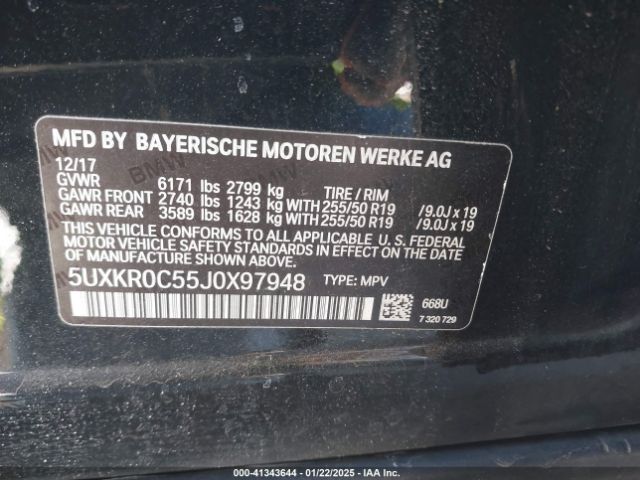 MFD BY BAYERISCHE MOTOREN WERKE AG
12/17
GVWR 6171 lbs 2799 kg TIRE / RIM
GAWR FRONT 2740 lbs 1243 kg WITH 255/50 R19 /9.0J x 19
GAWR REAR 3589 lbs 1628 kg WITH 255/50 R19 /9.0J x 19
THIS VEHICLE CONFORMS TO ALL APPLICABLE U. S. FEDERAL
MOTOR VEHICLE SAFETY STANDARDS IN EFFECT ON THE DATE
OF MANUFACTURE SHOWN ABOVE.
5UXKR0C55J0X97948 TYPE: MPV
668U
7 320 729
000-41343644 - 01/22/2025 - IAA Inc.